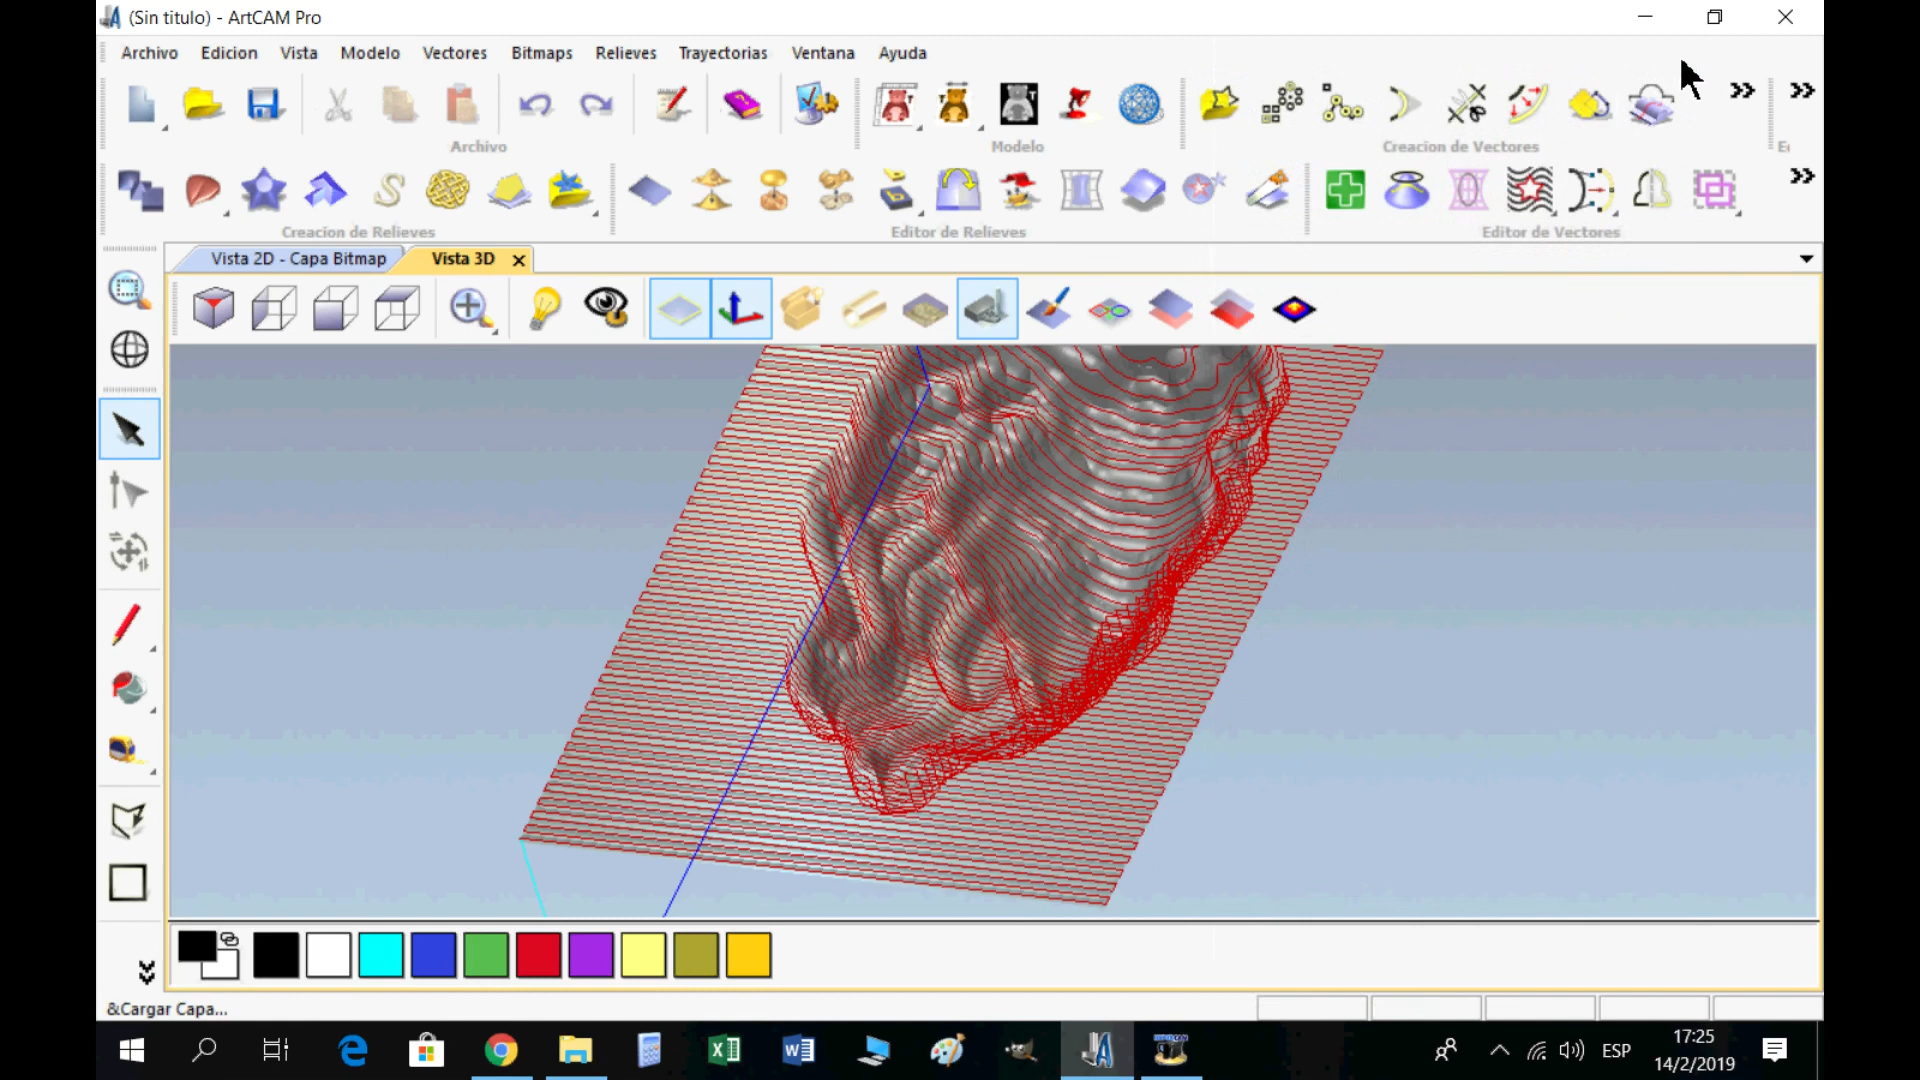 (Sin titulo) - ArtCAM Pro
Archivo Edicion Vista Modelo Vectores Bitmaps Relieves Trayectorias Ventana Ayuda
Archivo Modelo Creacion de Vectores
Creacion de Relieves Editor de Relieves Editor de Vectores
Vista 2D - Capa Bitmap Vista 3D
&Cargar Capa...
ESP
17:25
14/2/2019